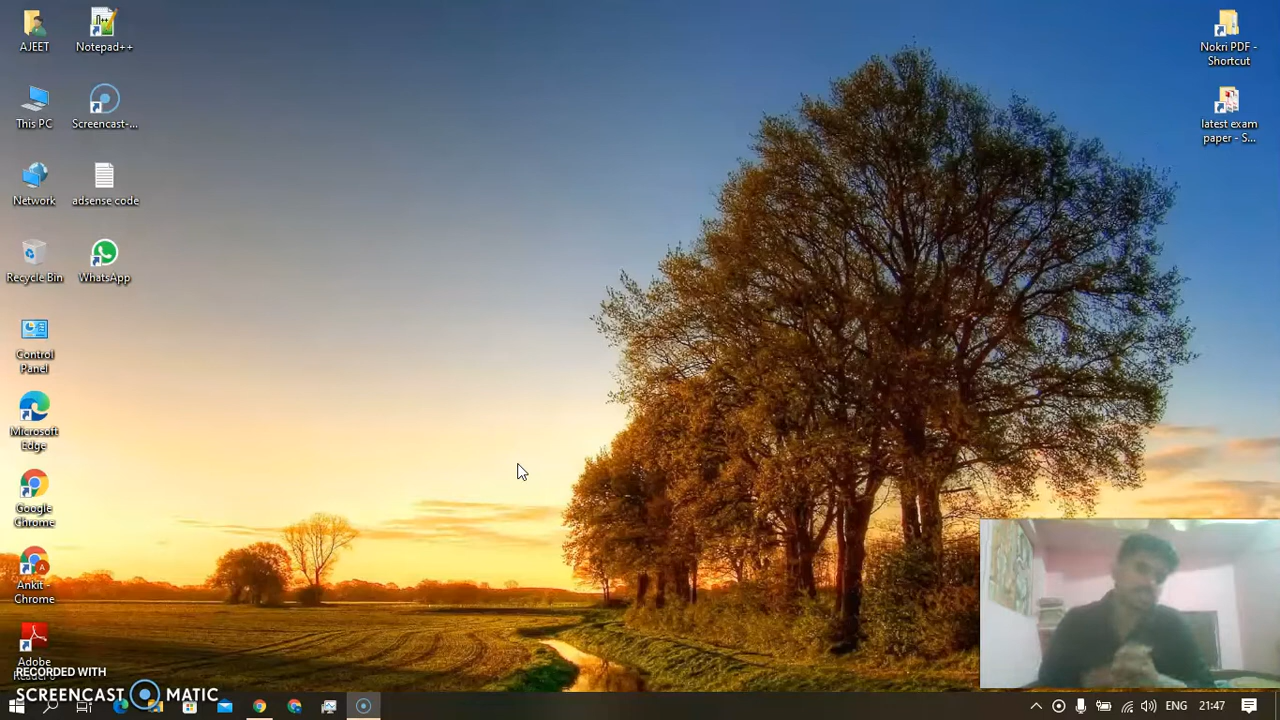 AJEET
Notepad++
Nokri PDF -
Shortcut
This PC
Screencast-...
latest exam
paper - S...
Network
adsense code
Recycle Bin
WhatsApp
Control
Panel
Microsoft
Edge
Google
Chrome
Ankit -
Chrome
Adobe
RECORDED WITH
SCREENCAST MATIC
ENG
21:47